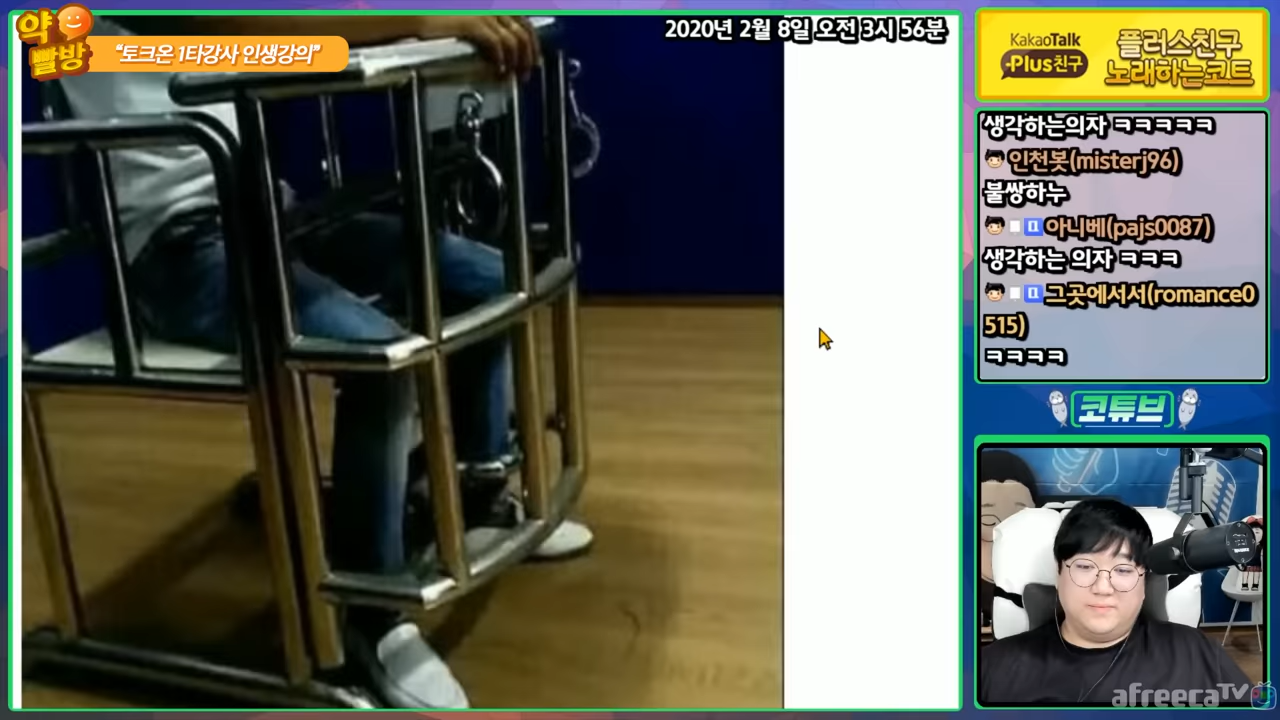 약
빨방
“토크온 1타강사 인생강의”
2020년 2월 8일 오전 3시 56분
KakaoTalk
Plus친구
플러스친구
노래하는코트
생각하는의자 ㅋㅋㅋㅋㅋ
인천봇(misterj96)
불쌍하누
아니베(pajs0087)
생각하는 의자 ㅋㅋㅋ
그곳에서서(romance0
515)
ㅋㅋㅋㅋ
코튜브
afreecaTV